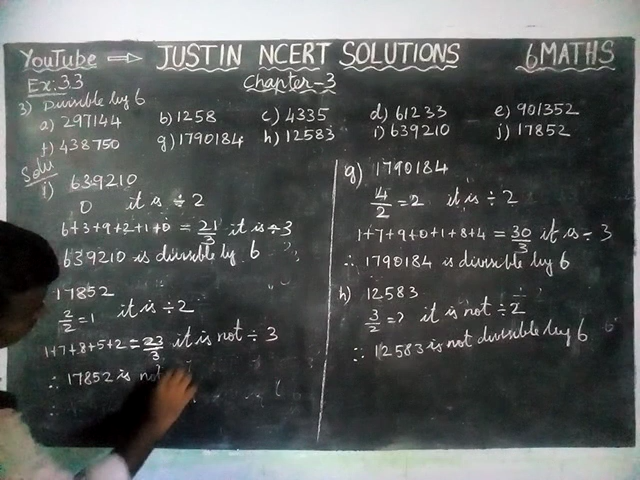 YouTube ⇒ JUSTIN NCERT SOLUTIONS 6 MATHS
Ex: 3.3 Chapter-3
3) Divisible by 6
a) 297144 b) 1258 c) 4335 d) 61233 e) 901352
f) 438750 g) 1790184 h) 12583 i) 639210 j) 17852
Solu
i) 639210
0 it is ÷ 2
6+3+9+2+1+0 = 21/3 it is ÷ 3
639210 is divisible by 6
17852
2/2 = 1 it is ÷ 2
1+7+8+5+2 = 23/3 it is not ÷ 3
∴ 17852 is not
g) 1790184
4/2 = 2 it is ÷ 2
1+7+9+0+1+8+4 = 30/3 it is ÷ 3
∴ 1790184 is divisible by 6
h) 12583
3/2 = ? it is not ÷ 2
∴ 12583 is not divisible by 6